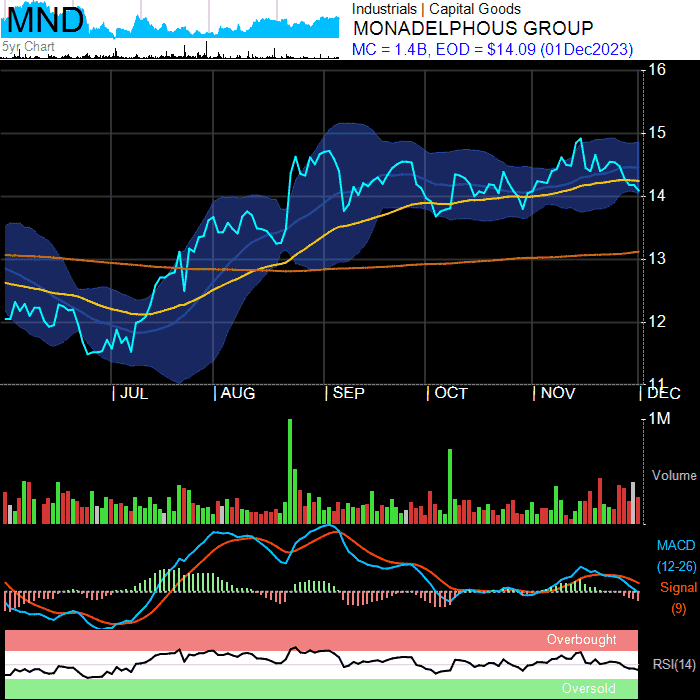 MND
5yr Chart
Industrials | Capital Goods
MONADELPHOUS GROUP
MC = 1.4B, EOD = $14.09 (01Dec2023)
16
15
14
13
12
11
JUL AUG SEP OCT NOV DEC
1M
Volume
MACD
(12-26)
Signal
(9)
Overbought
RSI(14)
Oversold